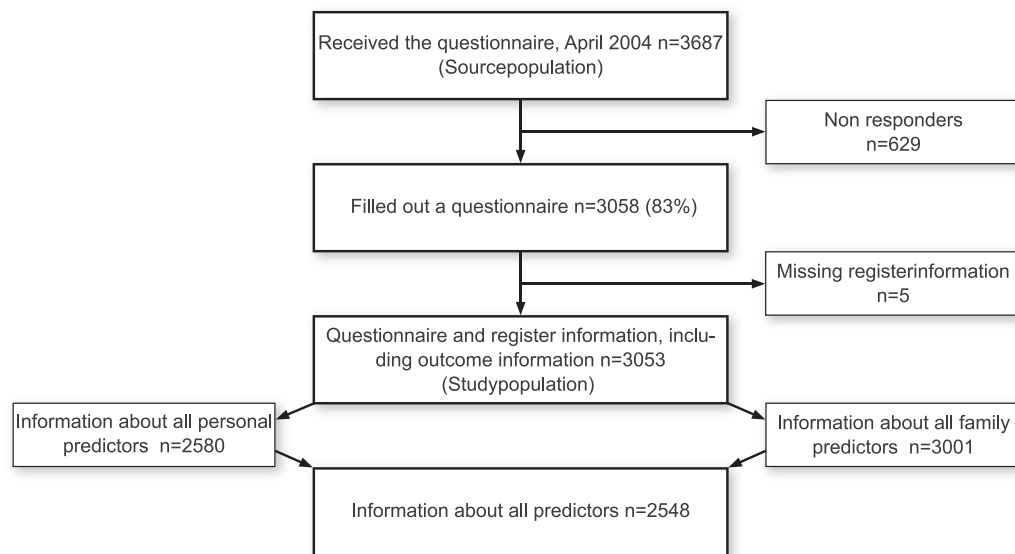 Received the questionnaire, April 2004 n=3687
(Sourcepopulation)
Non responders
n=629
Filled out a questionnaire n=3058 (83%)
Missing registerinformation
n=5
Questionnaire and register information, inclu-
ding outcome information n=3053
(Studypopulation)
Information about all personal
predictors n=2580
Information about all family
predictors n=3001
Information about all predictors n=2548